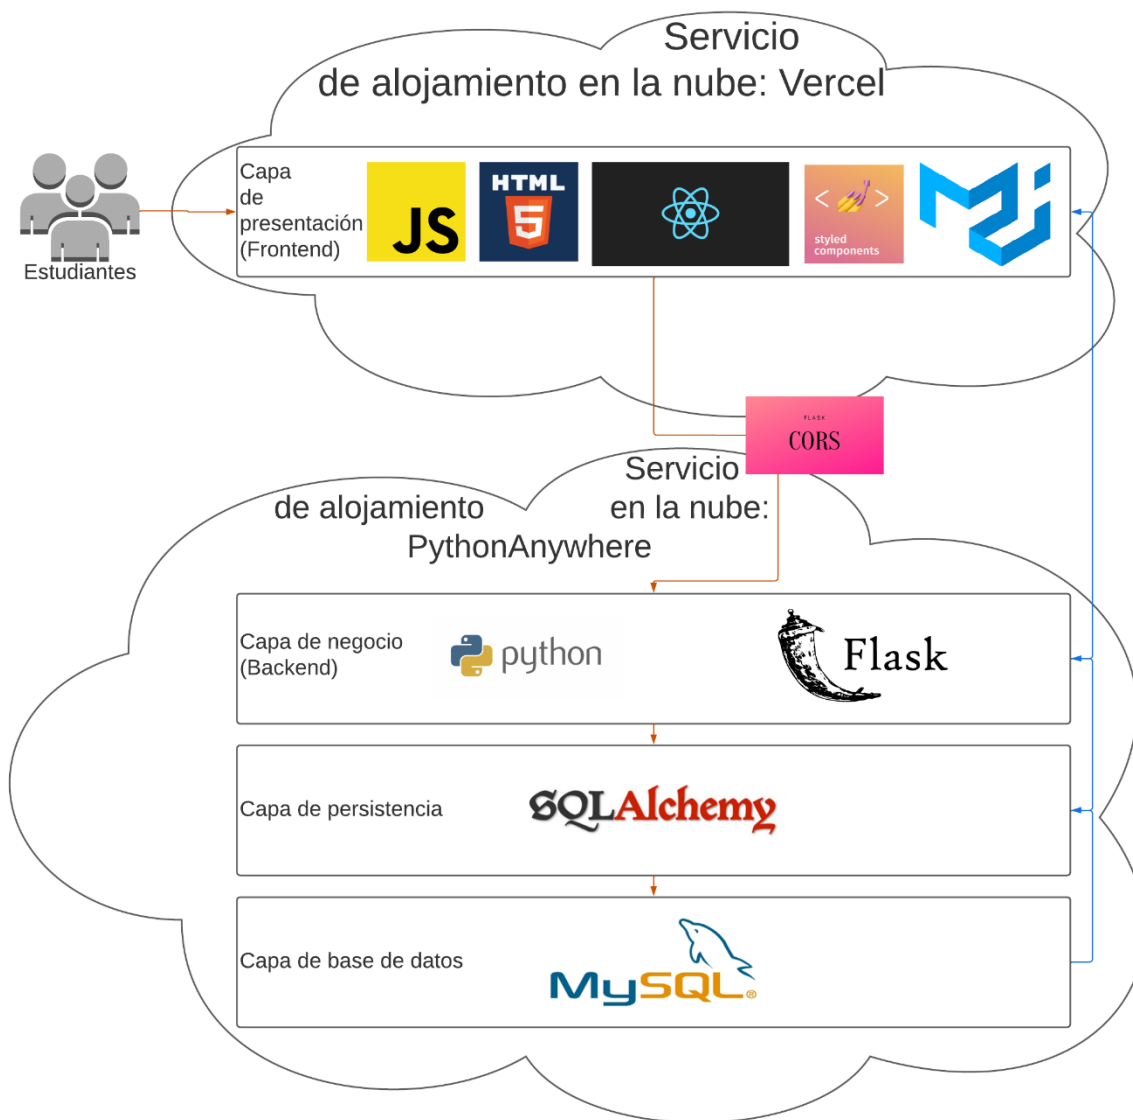 Servicio
de alojamiento en la nube: Vercel
Capa
de
presentación
(Frontend)
JS
HTML
5
< >
styled
components
Estudiantes
FLASK
CORS
Servicio
de alojamiento en la nube:
PythonAnywhere
Capa de negocio
(Backend)
python
Flask
Capa de persistencia
SQLAlchemy
Capa de base de datos
MySQL®